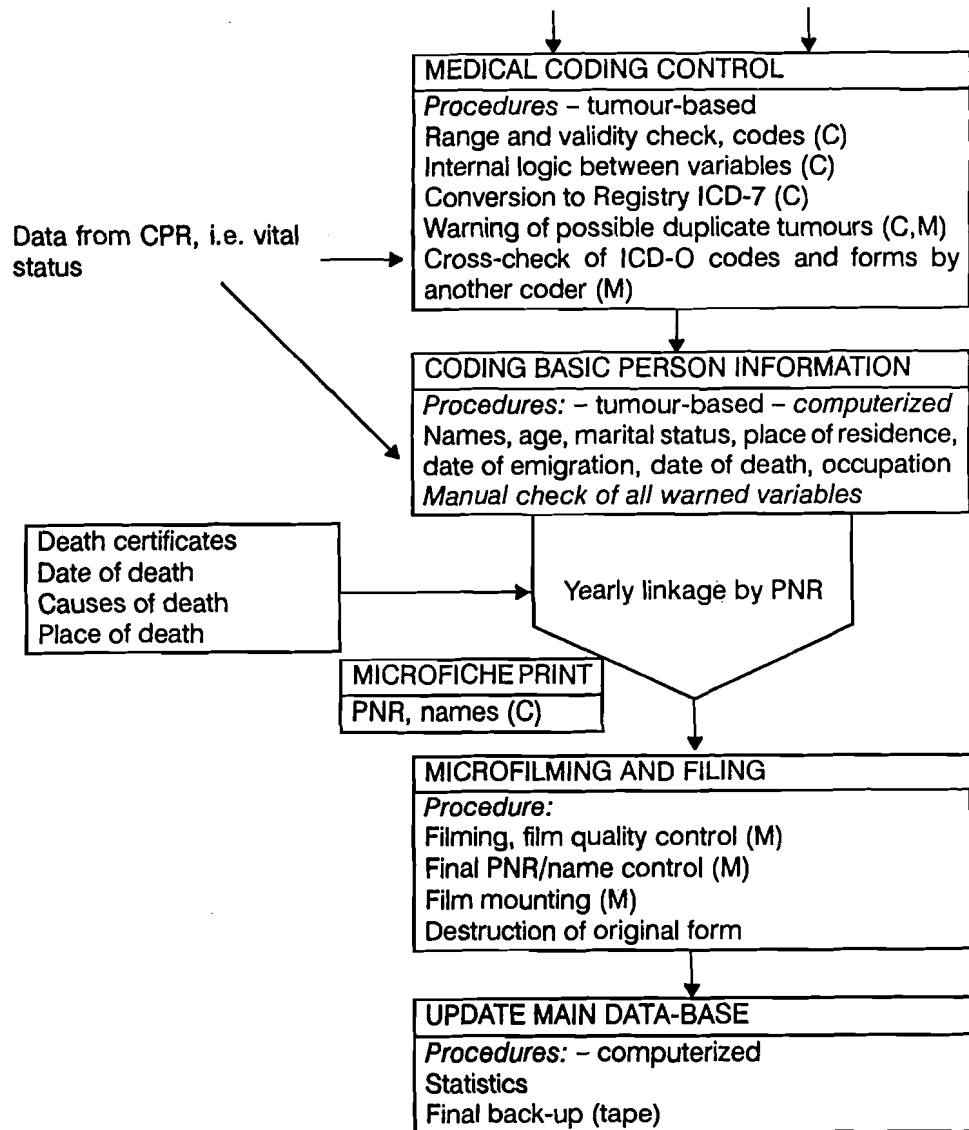 MEDICAL CODING CONTROL
Procedures – tumour-based
Range and validity check, codes (C)
Internal logic between variables (C)
Conversion to Registry ICD-7 (C)
Warning of possible duplicate tumours (C,M)
Cross-check of ICD-O codes and forms by
another coder (M)
Data from CPR, i.e. vital
status
CODING BASIC PERSON INFORMATION
Procedures: – tumour-based – computerized
Names, age, marital status, place of residence,
date of emigration, date of death, occupation
Manual check of all warned variables
Death certificates
Date of death
Causes of death
Place of death
Yearly linkage by PNR
MICROFICHE PRINT
PNR, names (C)
MICROFILMING AND FILING
Procedure:
Filming, film quality control (M)
Final PNR/name control (M)
Film mounting (M)
Destruction of original form
UPDATE MAIN DATA-BASE
Procedures: – computerized
Statistics
Final back-up (tape)